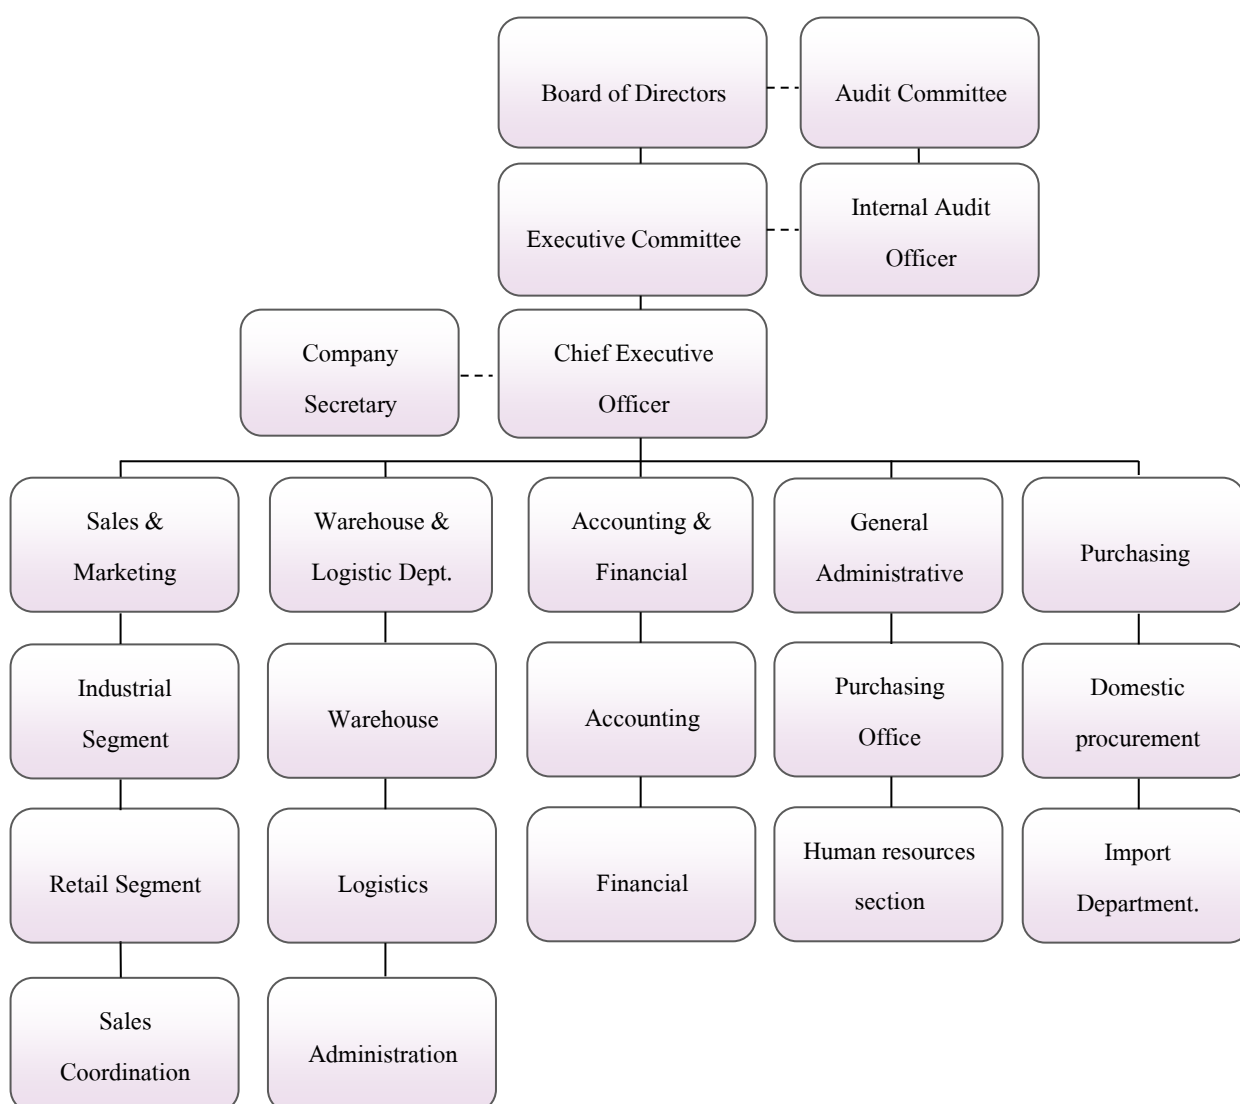 Board of Directors
Audit Committee
Executive Committee
Internal Audit
Officer
Company
Secretary
Chief Executive
Officer
Sales &
Marketing
Warehouse &
Logistic Dept.
Accounting &
Financial
General
Administrative
Purchasing
Industrial
Segment
Warehouse
Accounting
Purchasing
Office
Domestic
procurement
Retail Segment
Logistics
Financial
Human resources
section
Import
Department.
Sales
Coordination
Administration